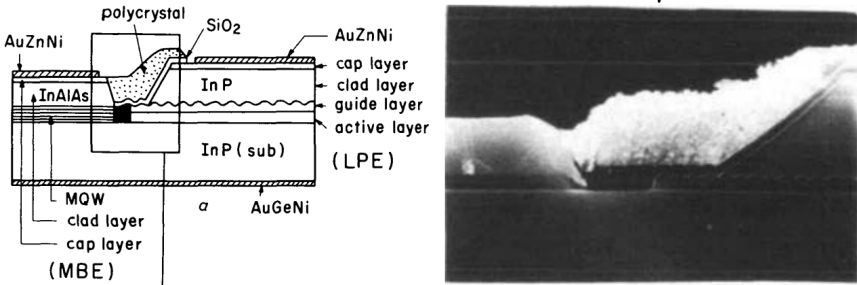 polycrystal
SiO2
AuZnNi
AuZnNi
cap layer
clad layer
guide layer
active layer
InP
InAlAs
InP (sub)
(LPE)
MQW
clad layer
cap layer
(MBE)
a
AuGeNi